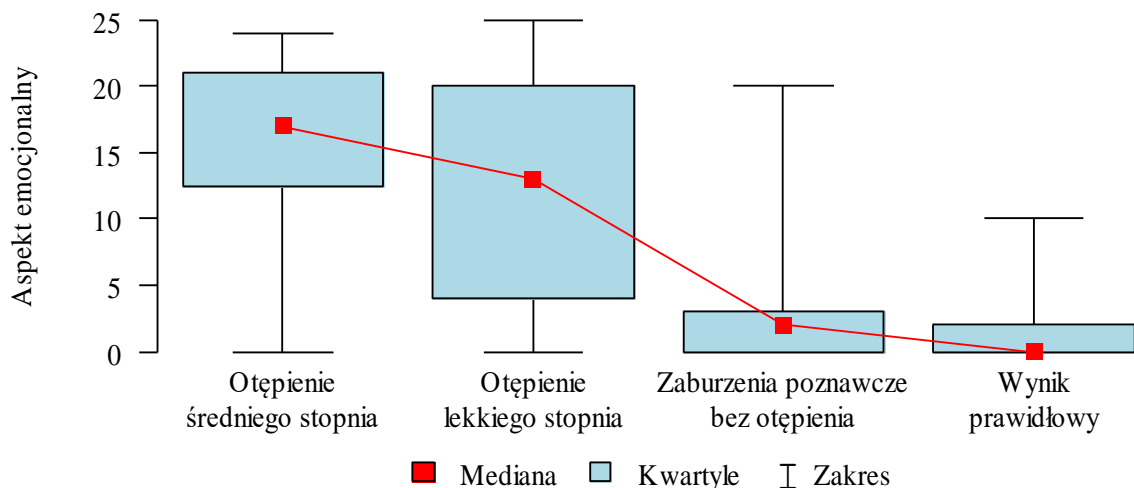 Aspekt emocjonalny
25
20
15
10
5
0
Otępienie
średniego stopnia
Otępienie
lekkiego stopnia
Zaburzenia poznawcze
bez otępienia
Wynik
prawidłowy
Mediana Kwartyle Zakres